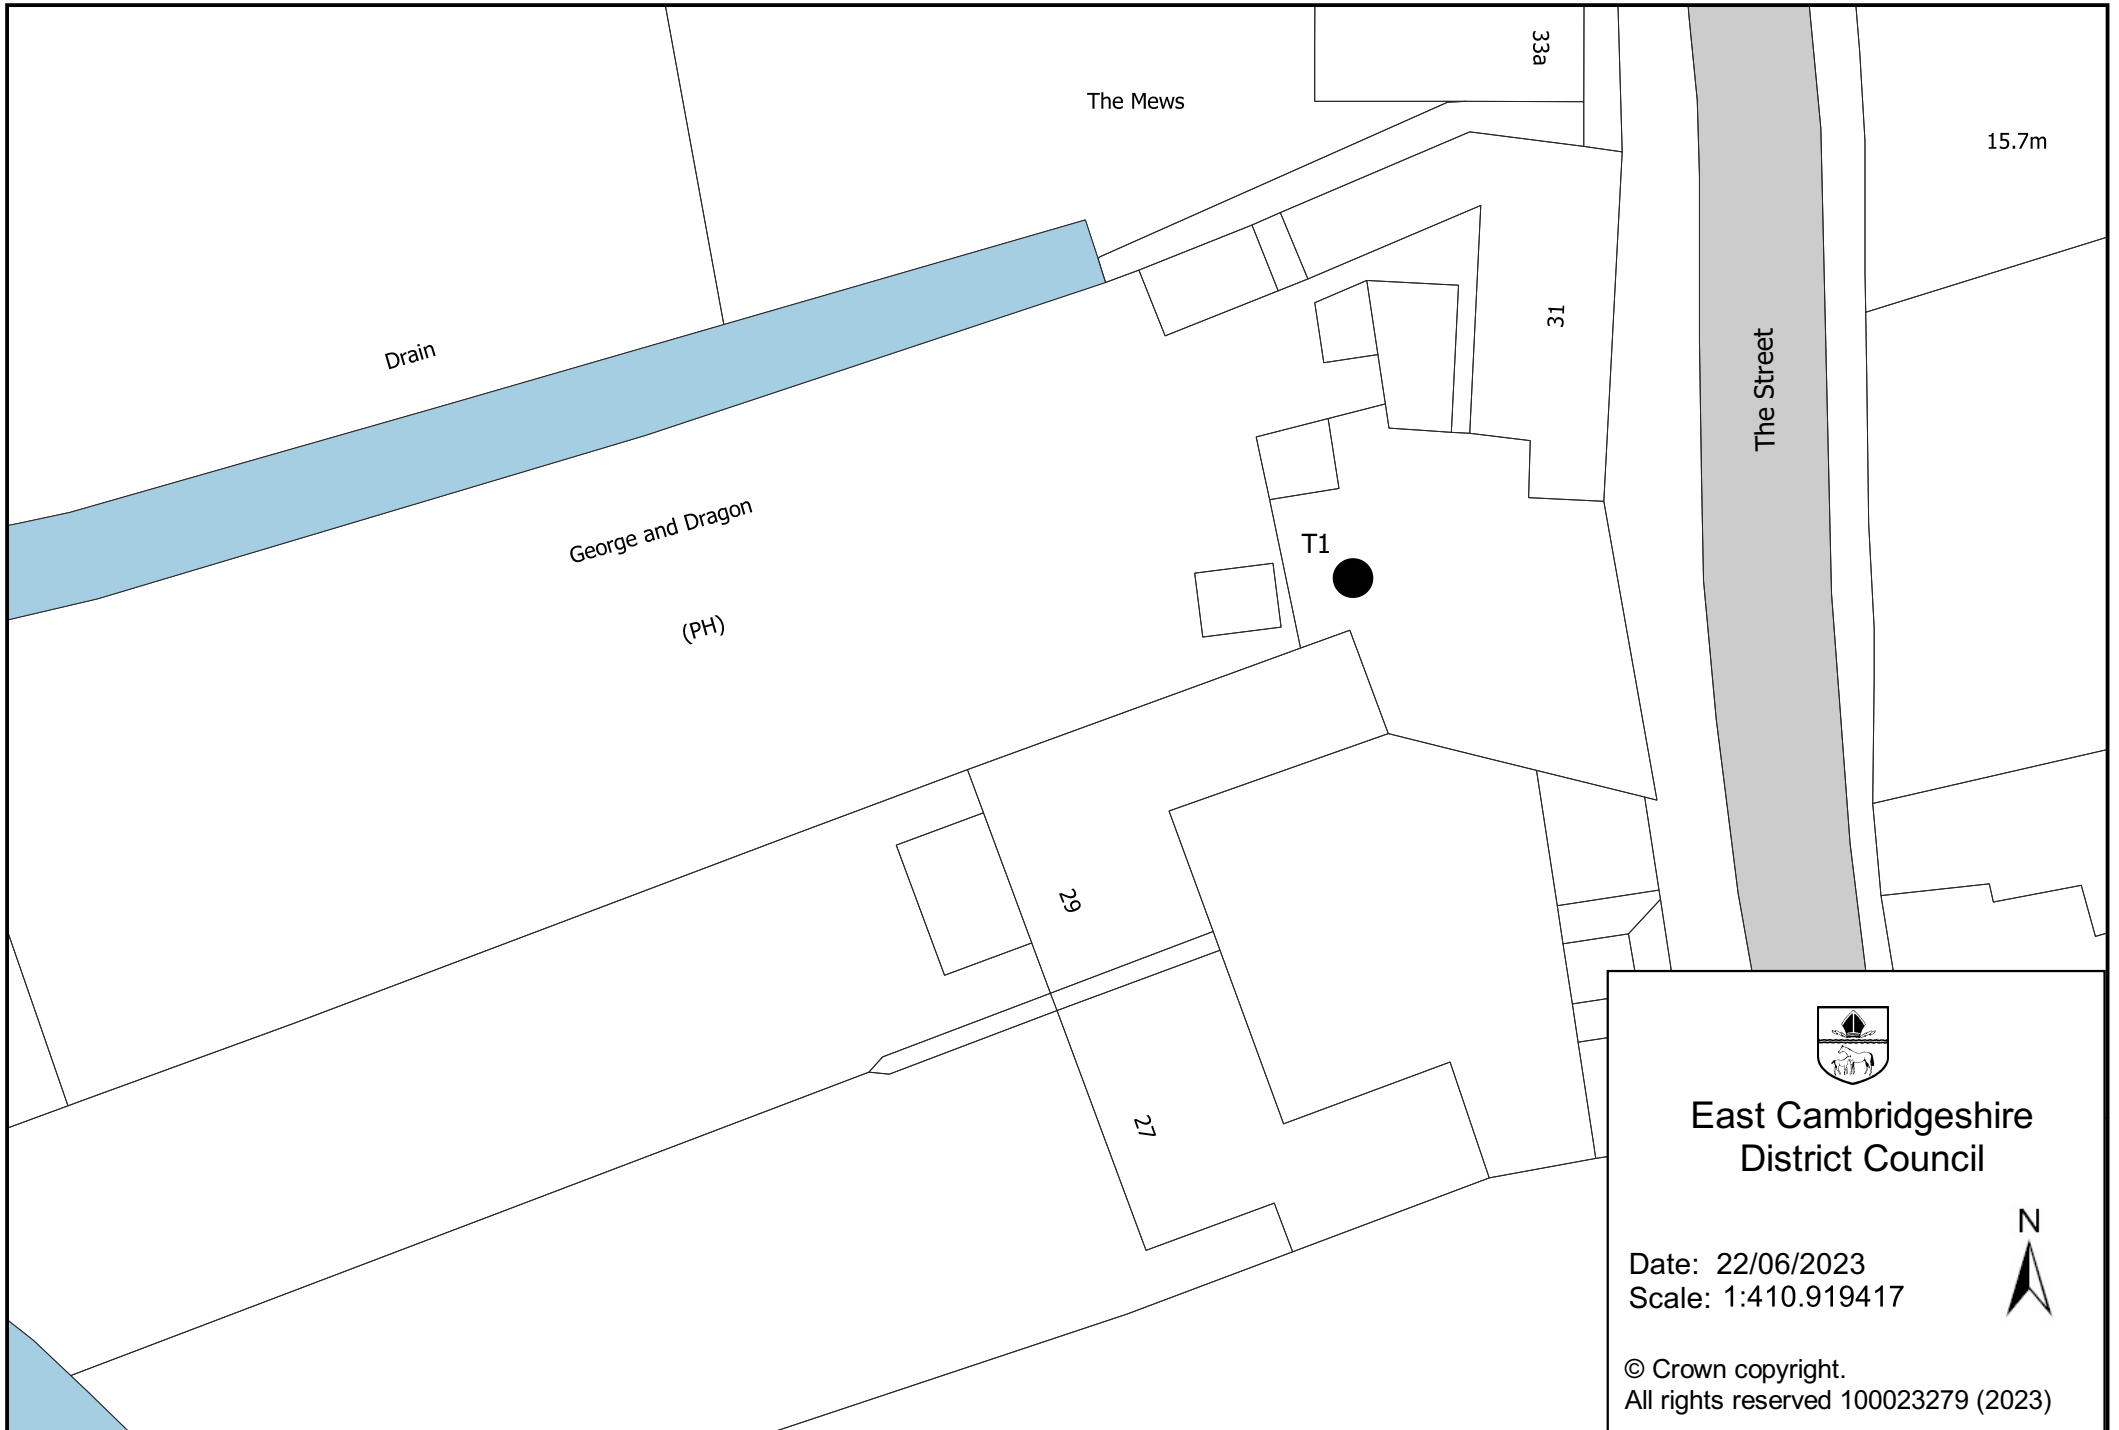 33a
The Mews
15.7m
31
The Street
Drain
George and Dragon
(PH)
T1
29
27
East Cambridgeshire
District Council
N
Date: 22/06/2023
Scale: 1:410.919417
© Crown copyright.
All rights reserved 100023279 (2023)